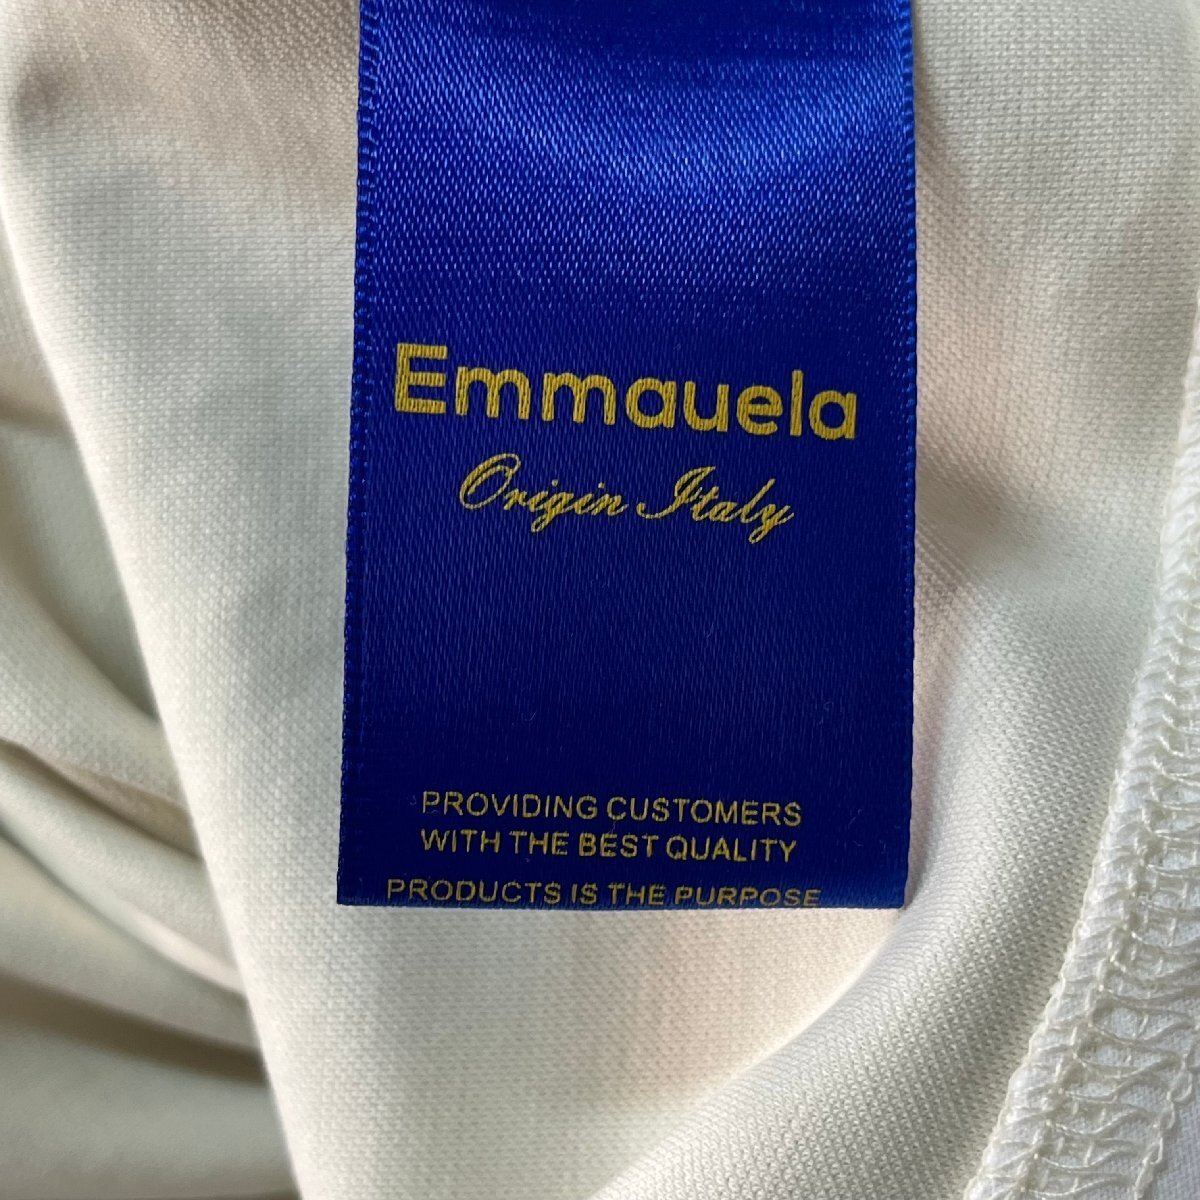 Emmauela
Origin Italy
PROVIDING CUSTOMERS
WITH THE BEST QUALITY
PRODUCTS IS THE PURPOSE